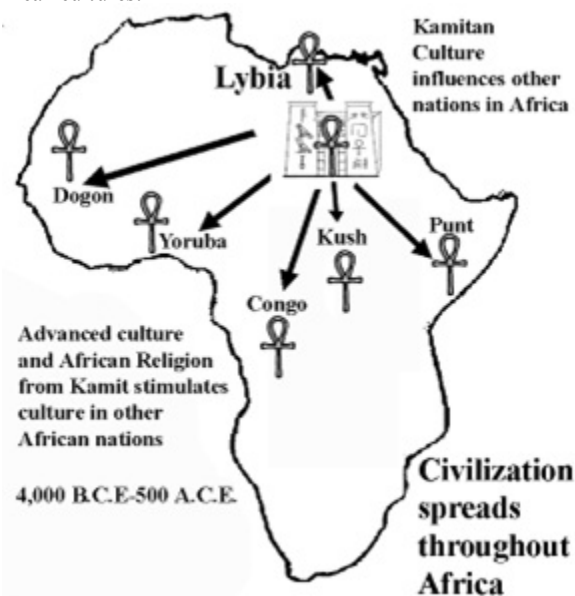 Kamitan
Culture
influences other
nations in Africa
Lybia
Dogon
Yoruba
Kush
Punt
Congo
Advanced culture
and African Religion
from Kamit stimulates
culture in other
African nations
4,000 B.C.E-500 A.C.E.
Civilization
spreads
throughout
Africa